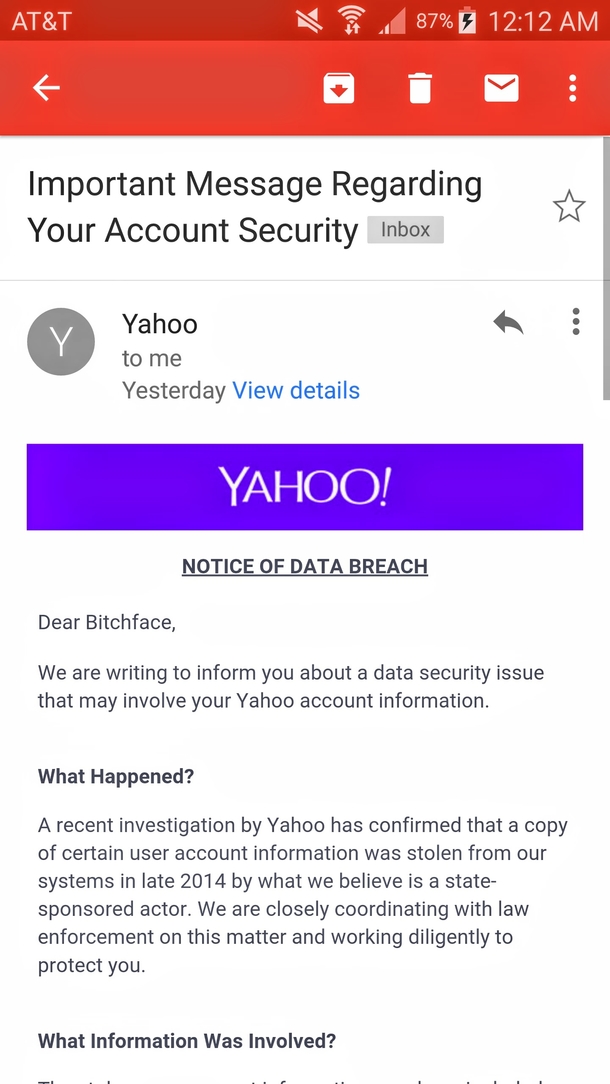 AT&T 87% 12:12 AM
Important Message Regarding
Your Account Security Inbox
Y
Yahoo
to me
Yesterday View details
YAHOO!
NOTICE OF DATA BREACH
Dear Bitchface,
We are writing to inform you about a data security issue
that may involve your Yahoo account information.
What Happened?
A recent investigation by Yahoo has confirmed that a copy
of certain user account information was stolen from our
systems in late 2014 by what we believe is a state-
sponsored actor. We are closely coordinating with law
enforcement on this matter and working diligently to
protect you.
What Information Was Involved?